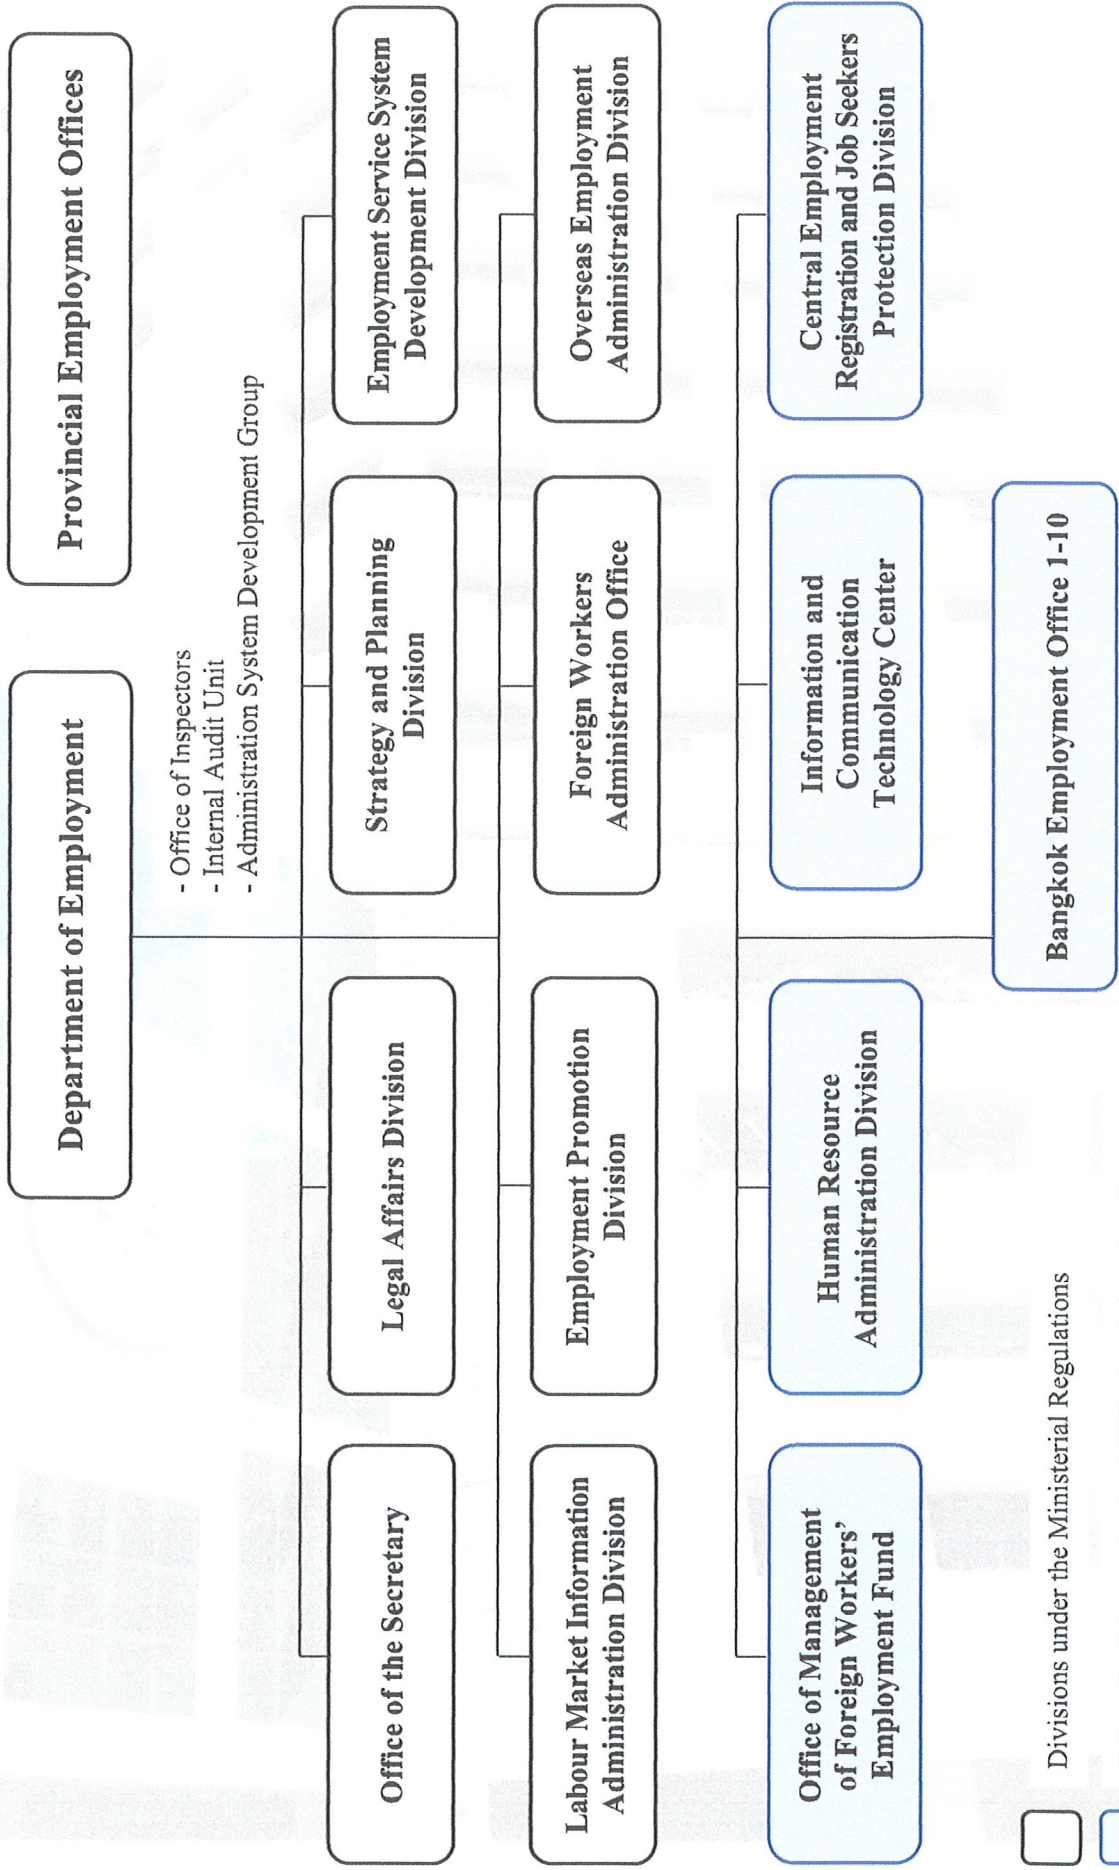 Department of Employment
Provincial Employment Offices
- Office of Inspectors
- Internal Audit Unit
- Administration System Development Group
Office of the Secretary
Legal Affairs Division
Strategy and Planning
Division
Employment Service System
Development Division
Labour Market Information
Administration Division
Employment Promotion
Division
Foreign Workers
Administration Office
Overseas Employment
Administration Division
Office of Management
of Foreign Workers’
Employment Fund
Human Resource
Administration Division
Information and
Communication
Technology Center
Central Employment
Registration and Job Seekers
Protection Division
Bangkok Employment Office 1-10
Divisions under the Ministerial Regulations